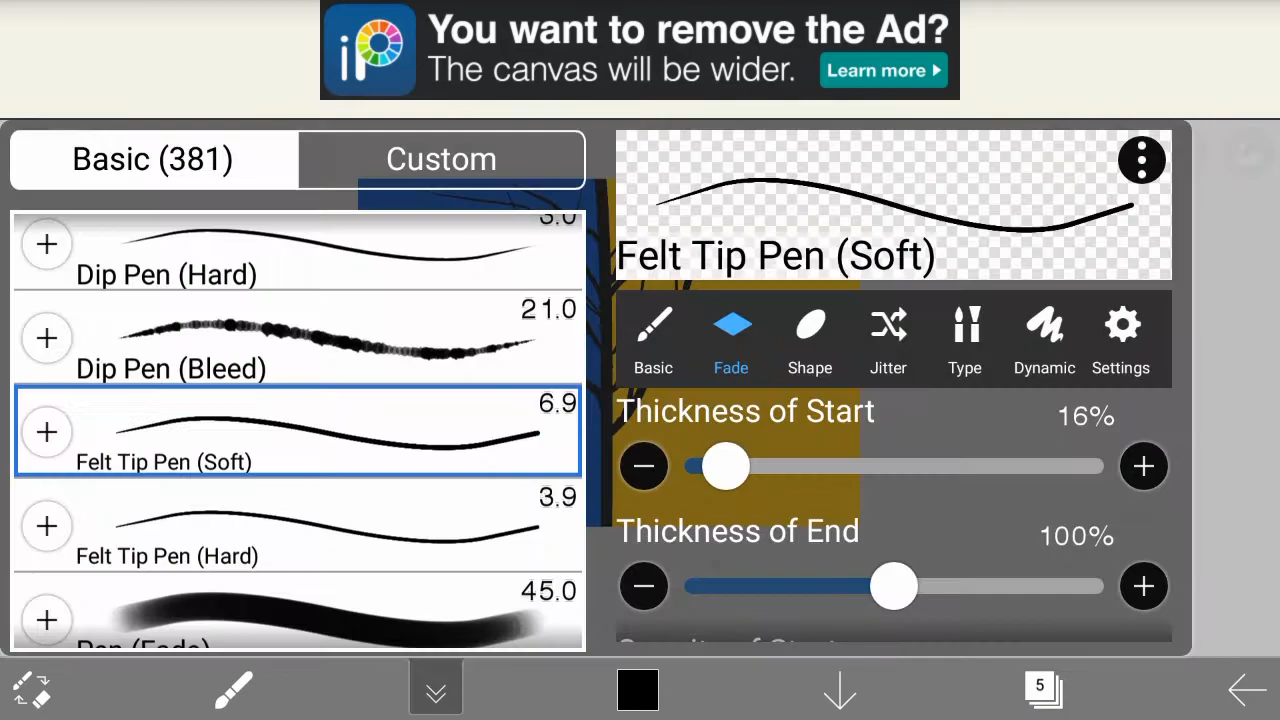 iP
You want to remove the Ad?
The canvas will be wider.
Learn more
Basic (381)
Custom
3.0
Dip Pen (Hard)
21.0
Dip Pen (Bleed)
6.9
Felt Tip Pen (Soft)
3.9
Felt Tip Pen (Hard)
45.0
Pen (Fade)
Felt Tip Pen (Soft)
Basic
Fade
Shape
Jitter
Type
Dynamic
Settings
Thickness of Start
16%
Thickness of End
100%
5